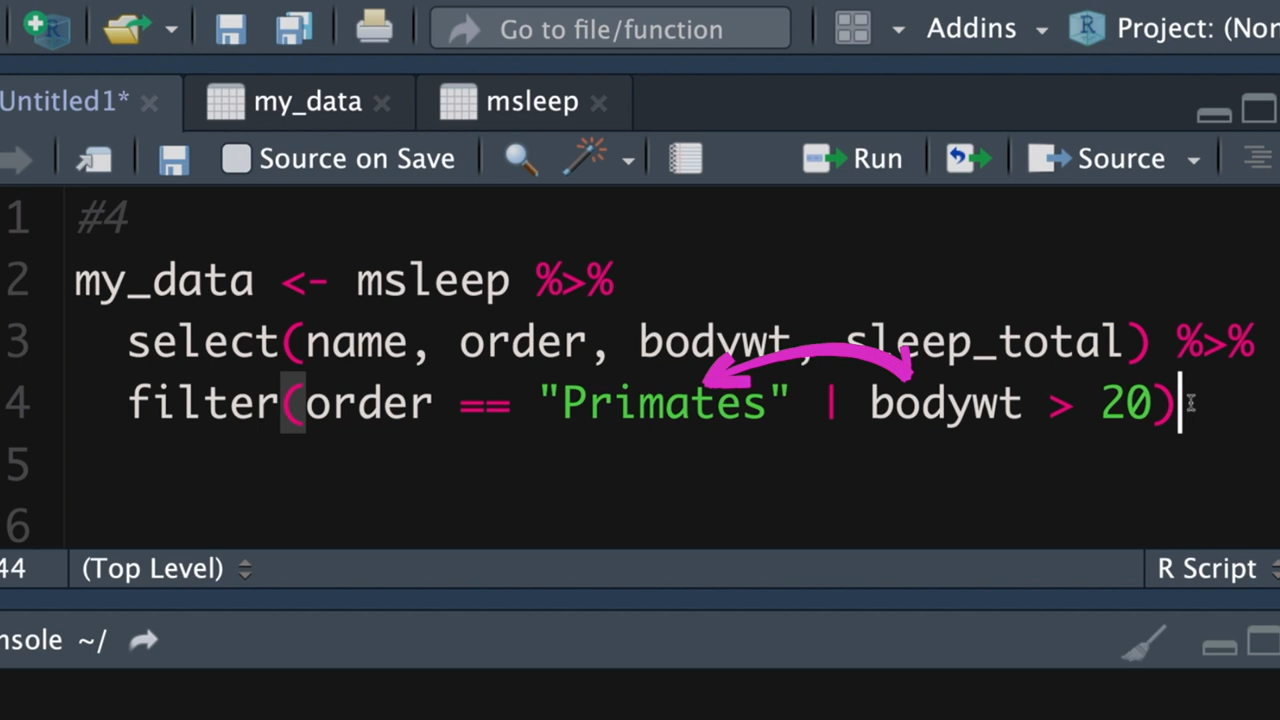 Go to file/function Addins Project: (Nor
Untitled1* my_data msleep
Source on Save Run Source
1 #4
2 my_data <- msleep %>%
3 select(name, order, bodywt, sleep_total) %>%
4 filter(order == "Primates" | bodywt > 20)
5
6
44 (Top Level) R Script
nsole ~/